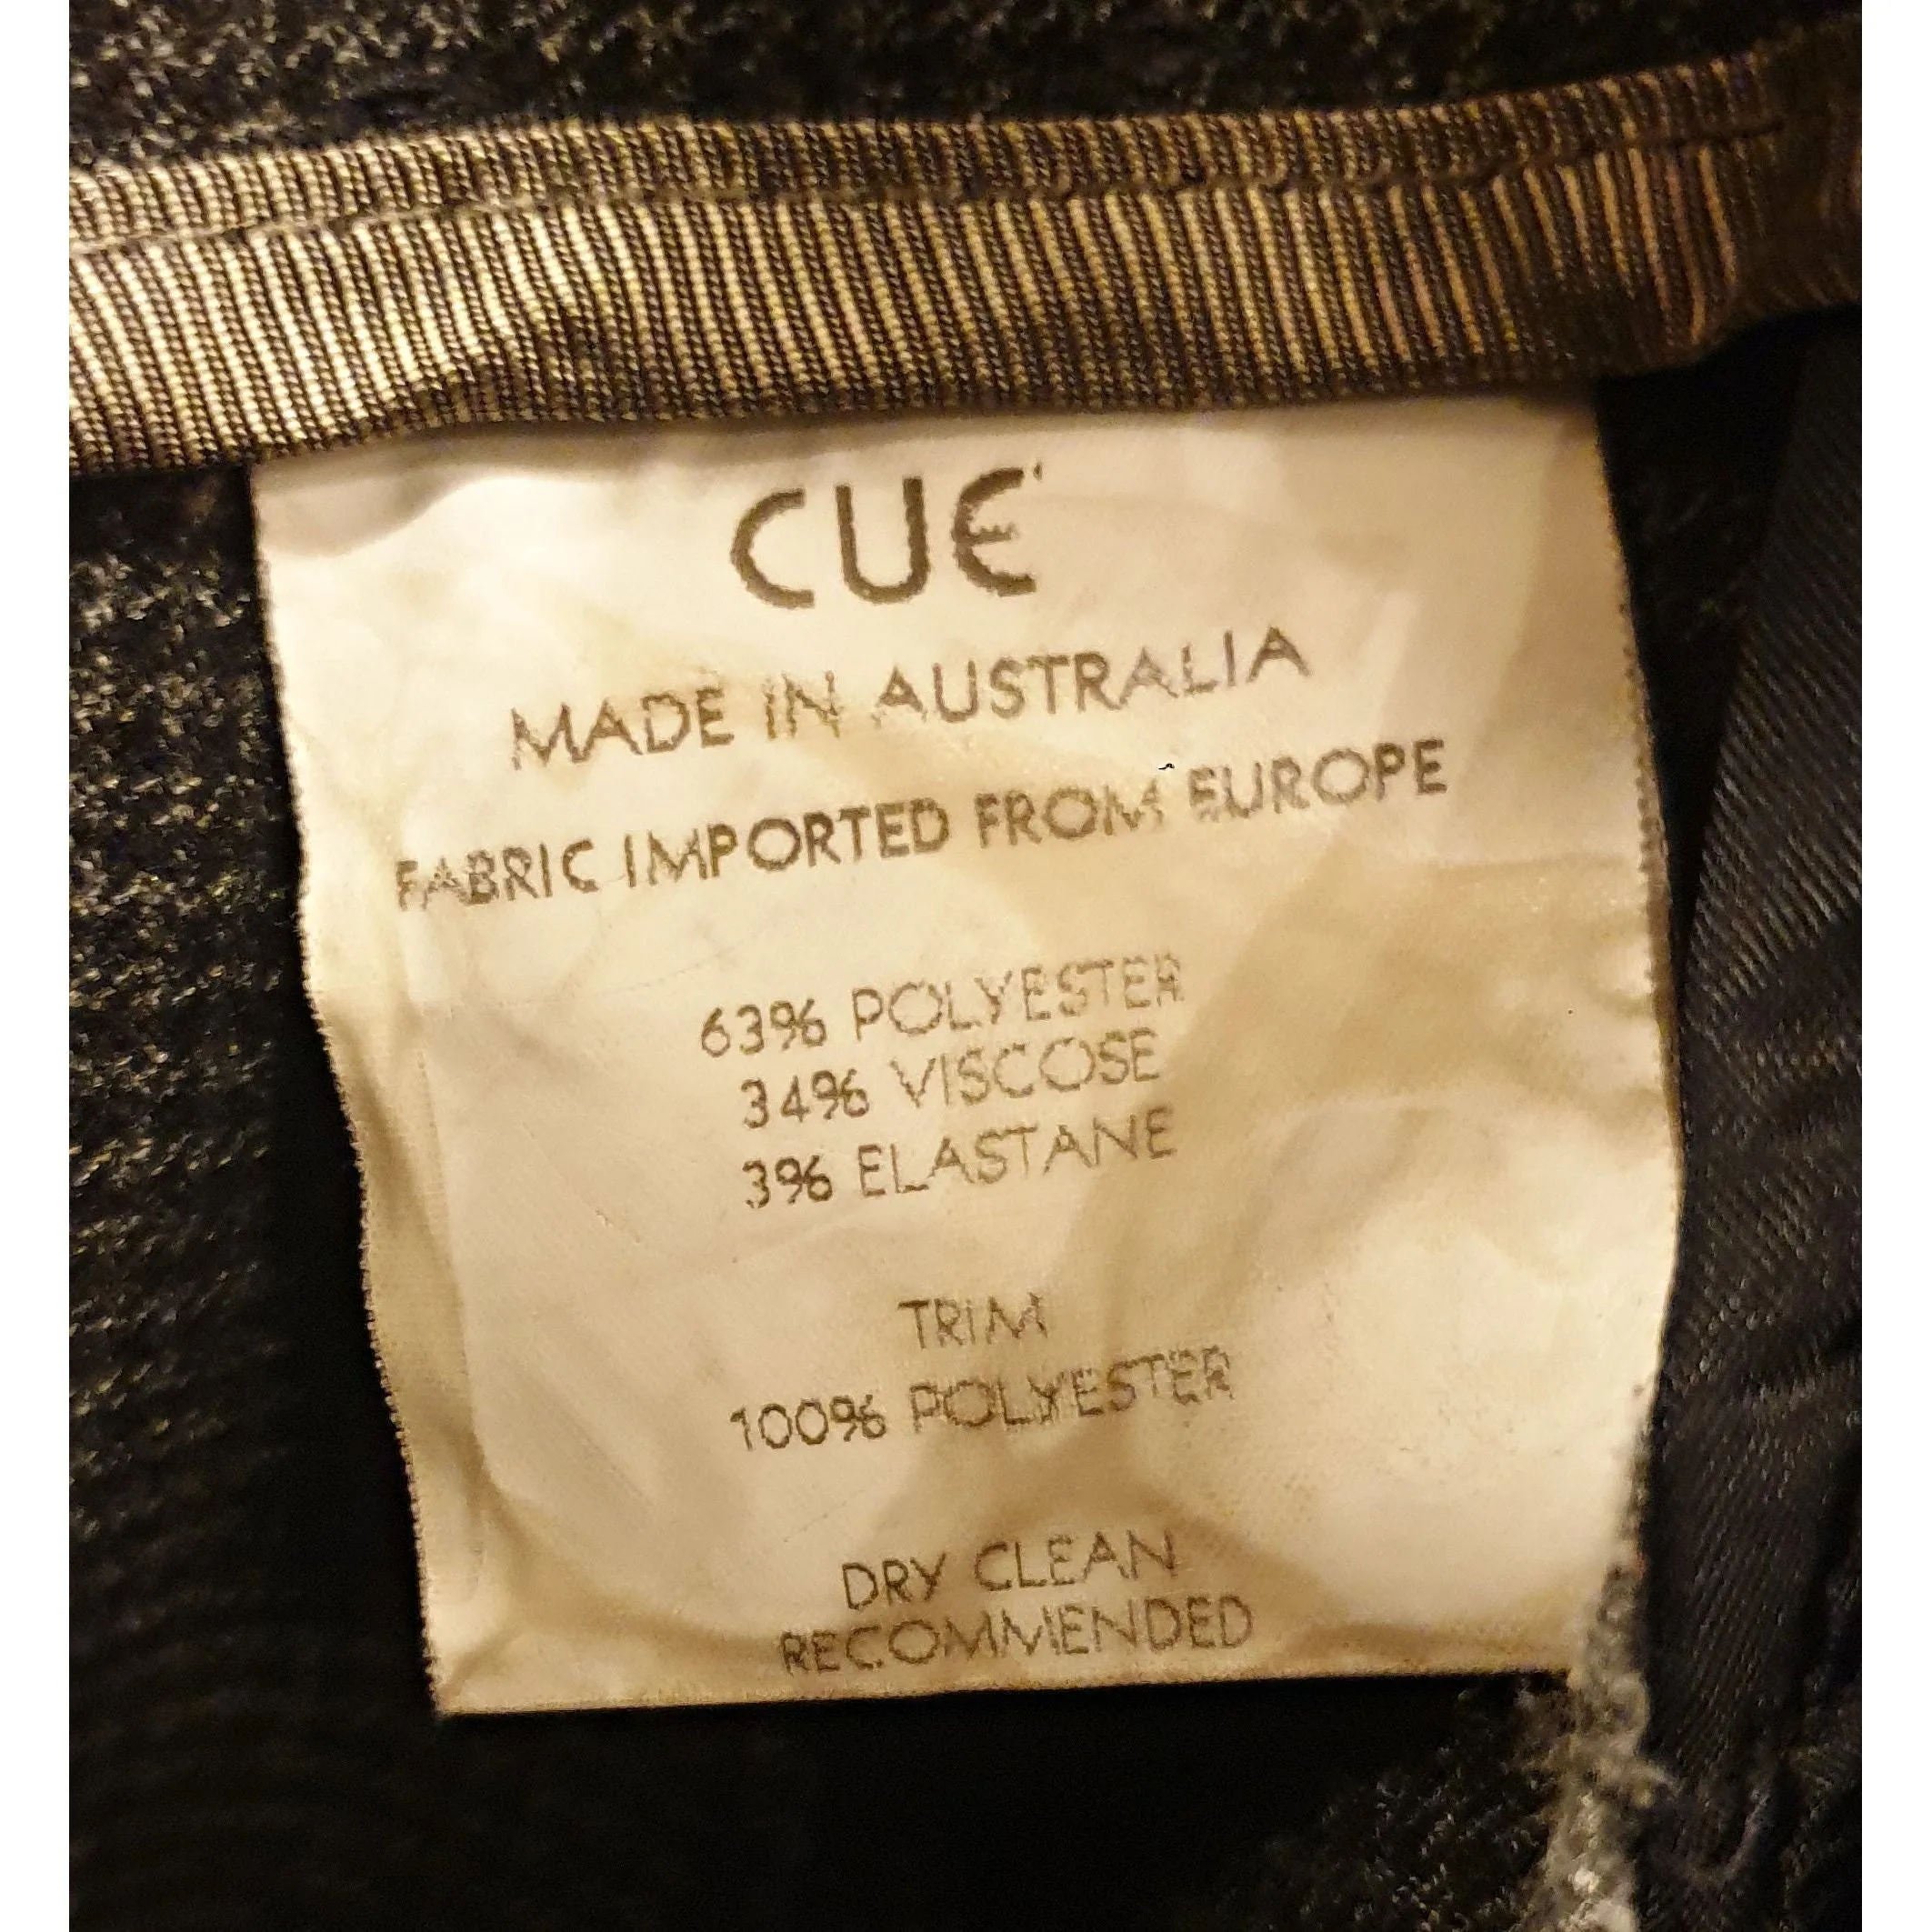 CUE
MADE IN AUSTRALIA
FABRIC IMPORTED FROM EUROPE
63% POLYESTER
34% VISCOSE
3% ELASTANE
TRIM
100% POLYESTER
DRY CLEAN
RECOMMENDED